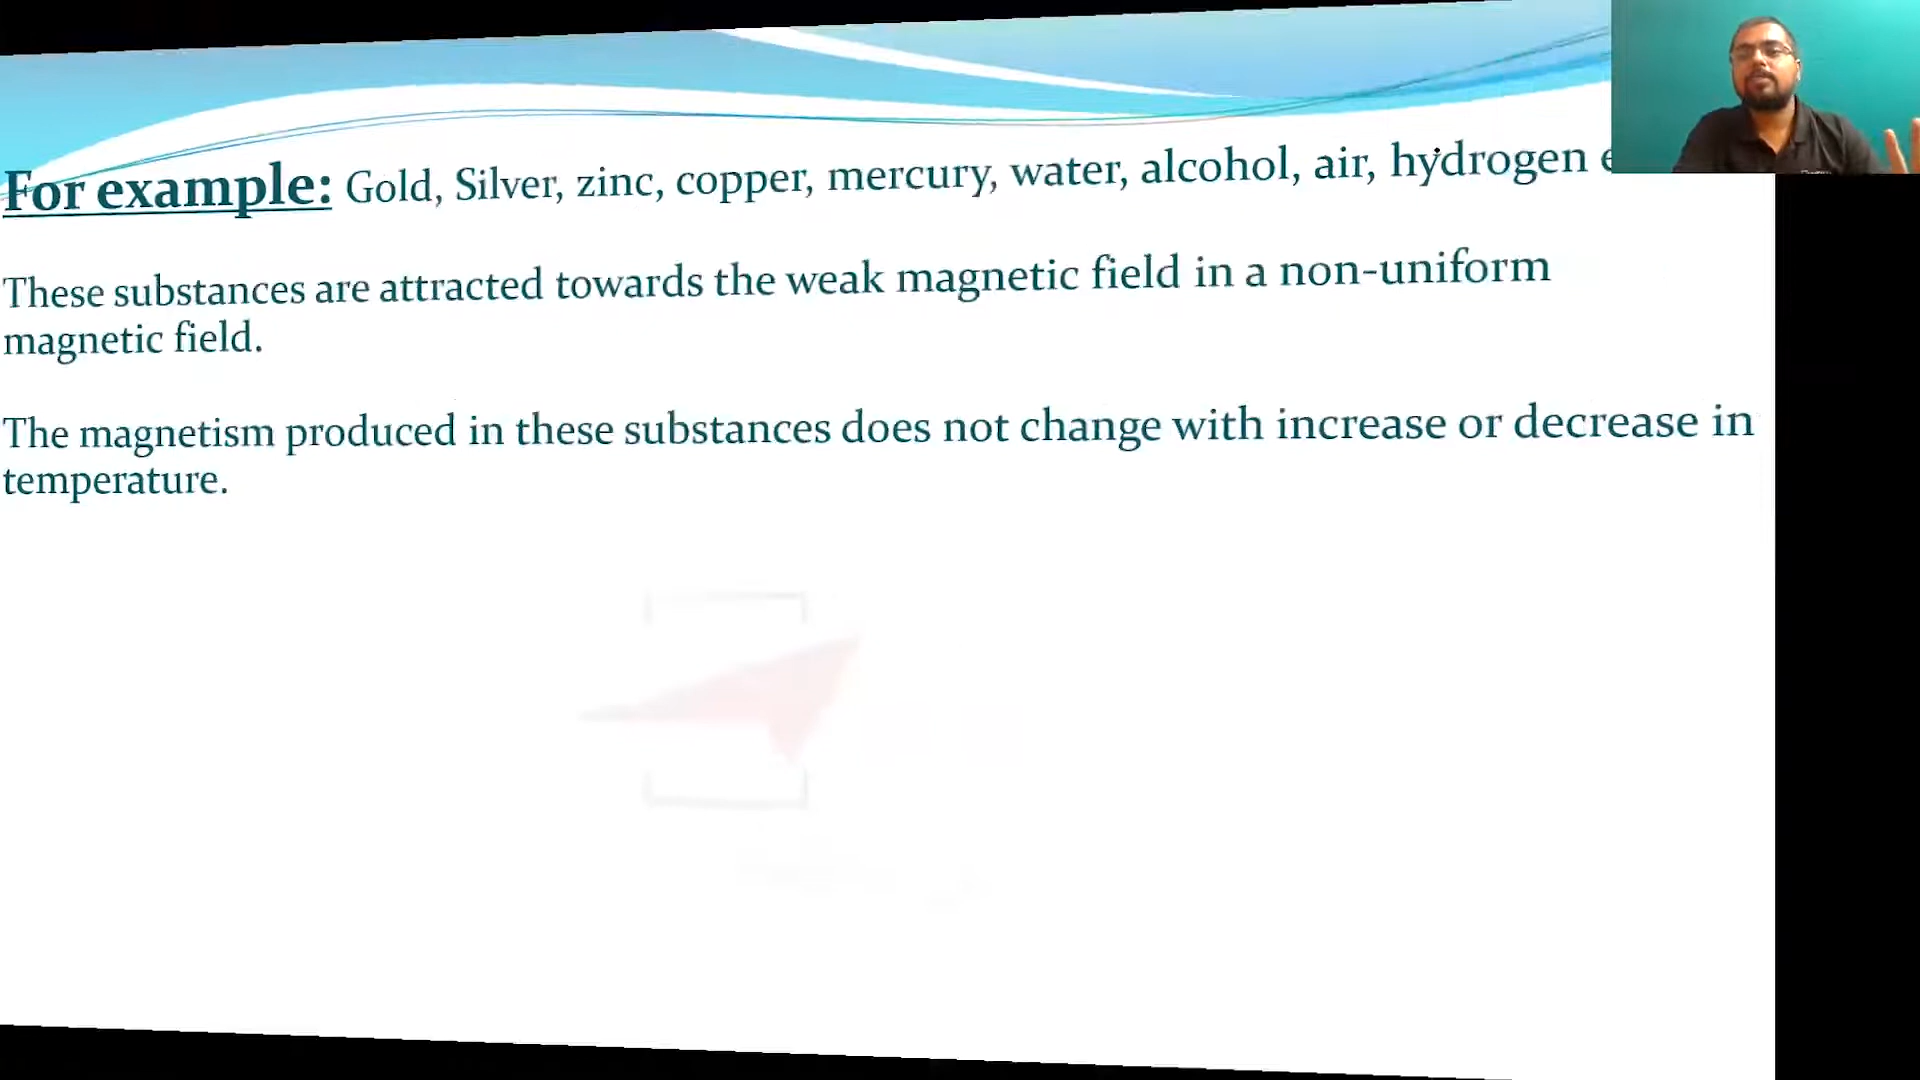 For example: Gold, Silver, zinc, copper, mercury, water, alcohol, air, hydrogen
These substances are attracted towards the weak magnetic field in a non-uniform
magnetic field.
The magnetism produced in these substances does not change with increase or decrease in
temperature.